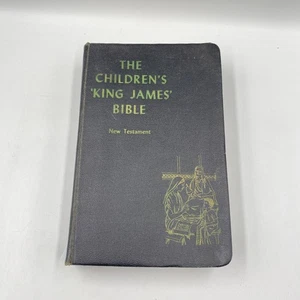 THE
CHILDREN'S
'KING JAMES'
BIBLE
New Testament